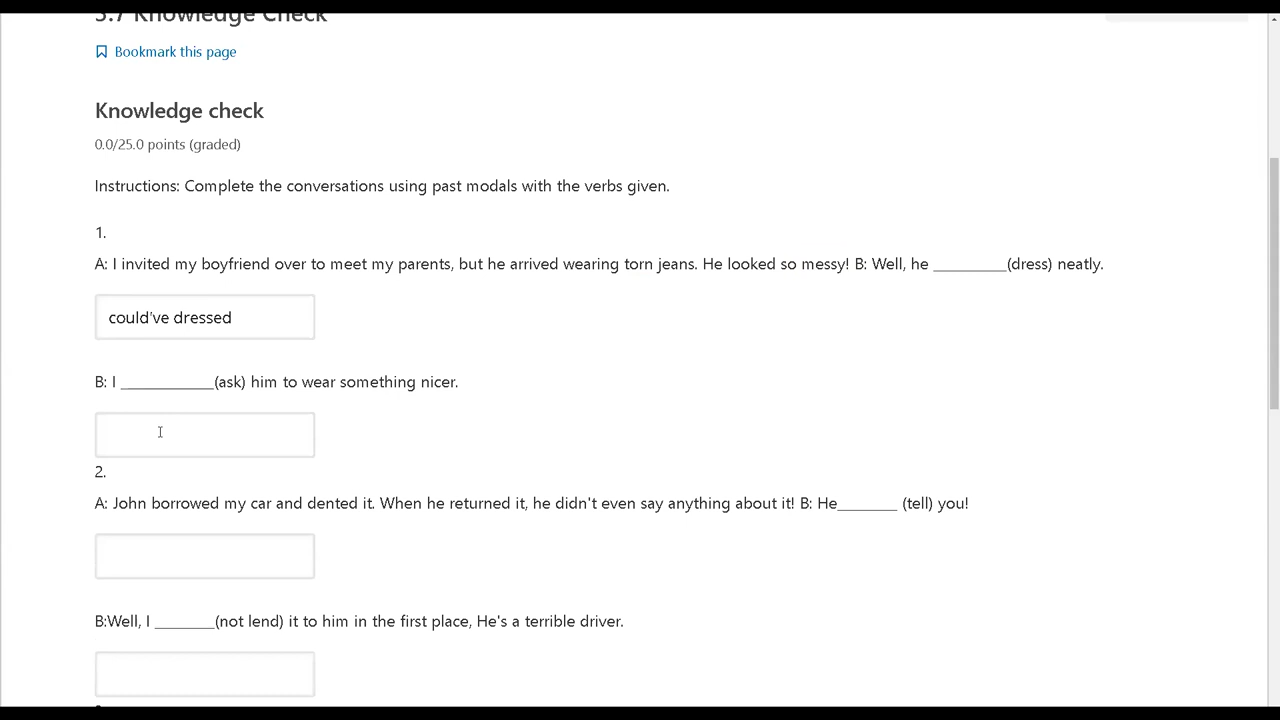 3.7 Knowledge Check
Bookmark this page
Knowledge check
0.0/25.0 points (graded)
Instructions: Complete the conversations using past modals with the verbs given.
1.
A: I invited my boyfriend over to meet my parents, but he arrived wearing torn jeans. He looked so messy! B: Well, he _________(dress) neatly.
could've dressed
B: I ____________(ask) him to wear something nicer.
2.
A: John borrowed my car and dented it. When he returned it, he didn't even say anything about it! B: He________ (tell) you!
B:Well, I ________(not lend) it to him in the first place, He's a terrible driver.